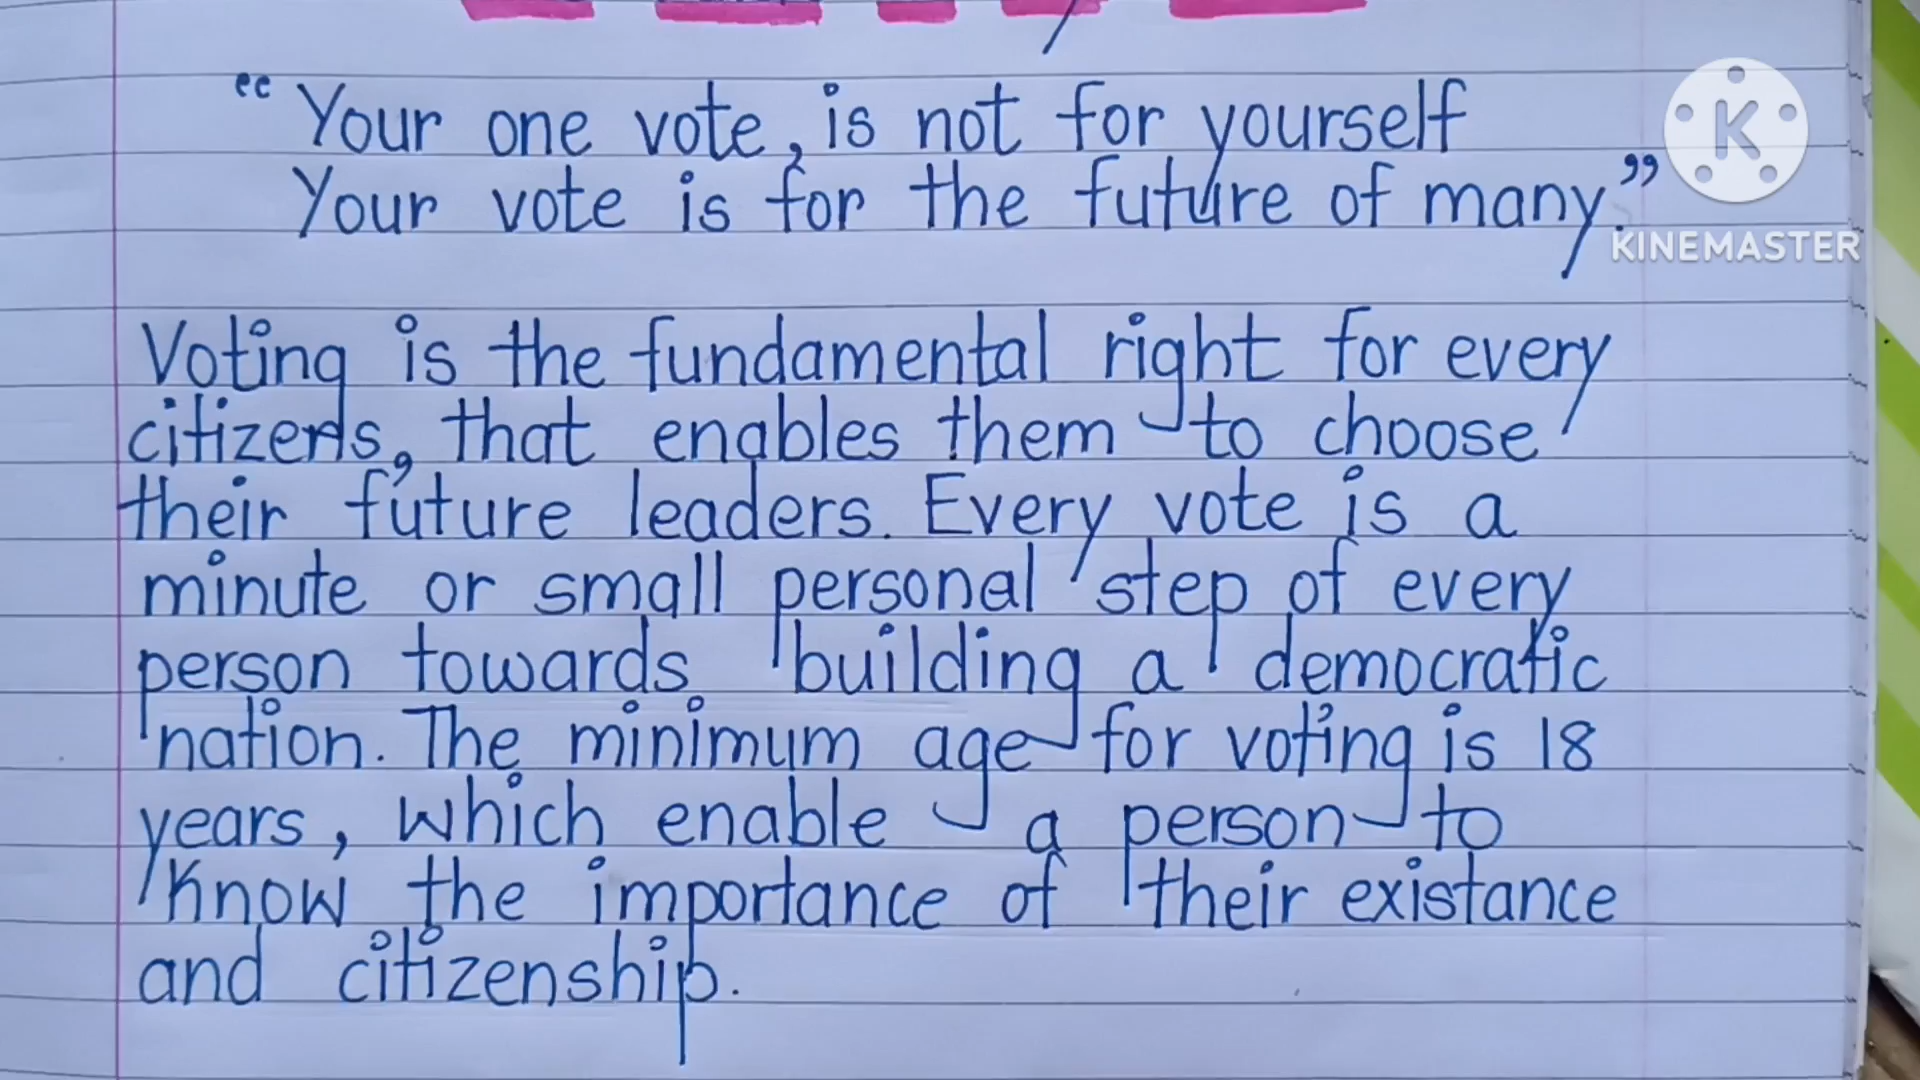 “Your one vote, is not for yourself
Your vote is for the future of many.”
KINEMASTER
Voting is the fundamental right for every
citizens, that enables them to choose
their future leaders. Every vote is a
minute or small personal step of every
person towards building a democratic
nation. The minimum age for voting is 18
years, which enable a person to
know the importance of their existance
and citizenship.